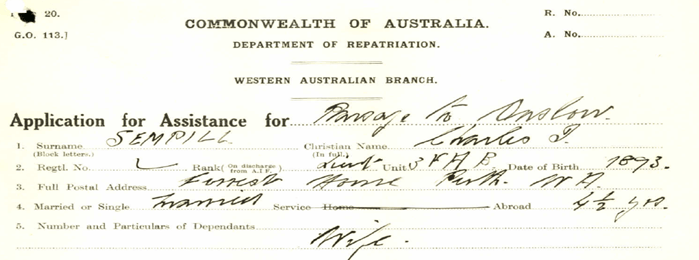 20. R. No.
G.O. 113.] COMMONWEALTH OF AUSTRALIA. A. No.
DEPARTMENT OF REPATRIATION.
WESTERN AUSTRALIAN BRANCH.
Application for Assistance for Passage to Onslow.
1. Surname SEMPILL Christian Name Charles T.
(Block letters.) (In full.)
2. Regtl. No. Rank (On discharge from A.I.F.) Lieut Unit 3 F A B Date of Birth 1893.
3. Full Postal Address Forrest House Perth. W A.
4. Married or Single Married Service Home Abroad 4½ yrs.
5. Number and Particulars of Dependants
Wife.